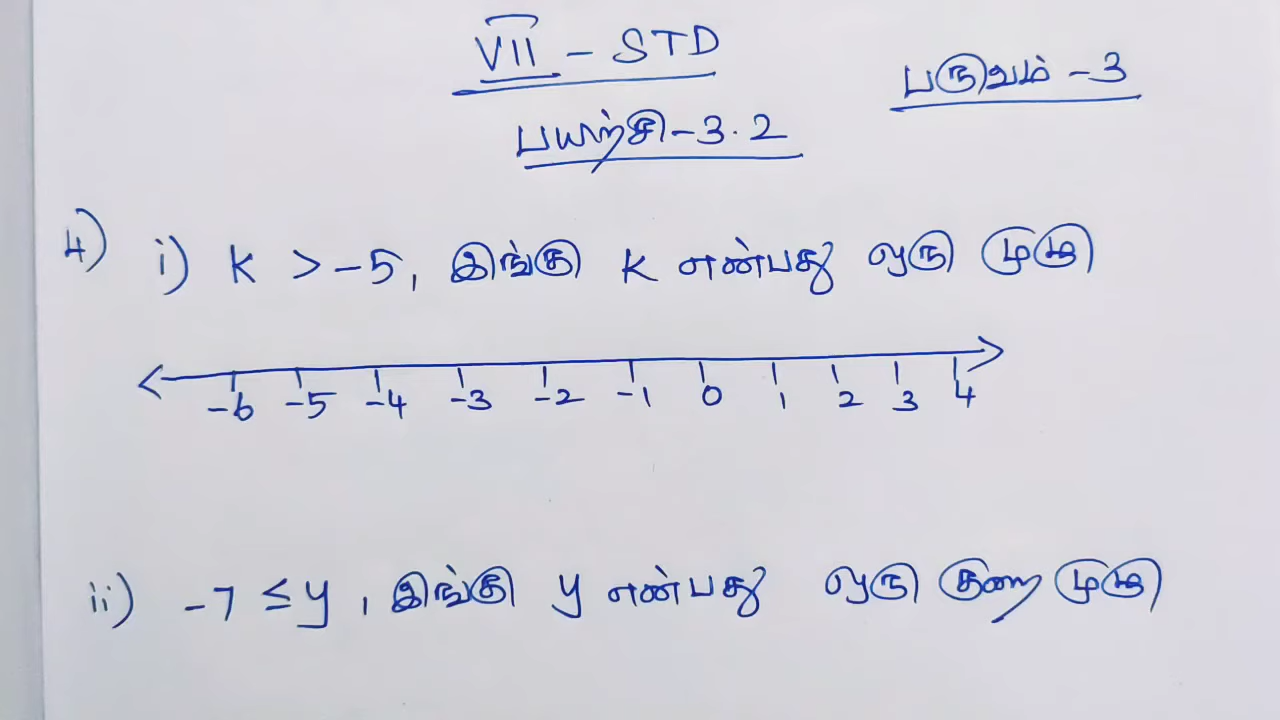 VII - STD
பருவம் -3
பயிற்சி - 3.2
4) i) K > -5, இங்கு K என்பது ஒரு முழு
-6 -5 -4 -3 -2 -1 0 1 2 3 4
ii) -7 ≤ y, இங்கு y என்பது ஒரு குறை முழு